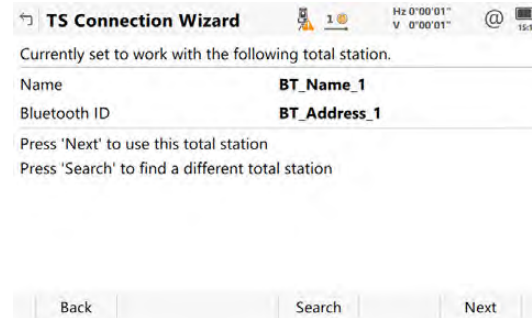 TS Connection Wizard
1
Hz 0°00'01"
V 0°00'01"
@
Currently set to work with the following total station.
Name BT_Name_1
Bluetooth ID BT_Address_1
Press 'Next' to use this total station
Press 'Search' to find a different total station
Back Search Next